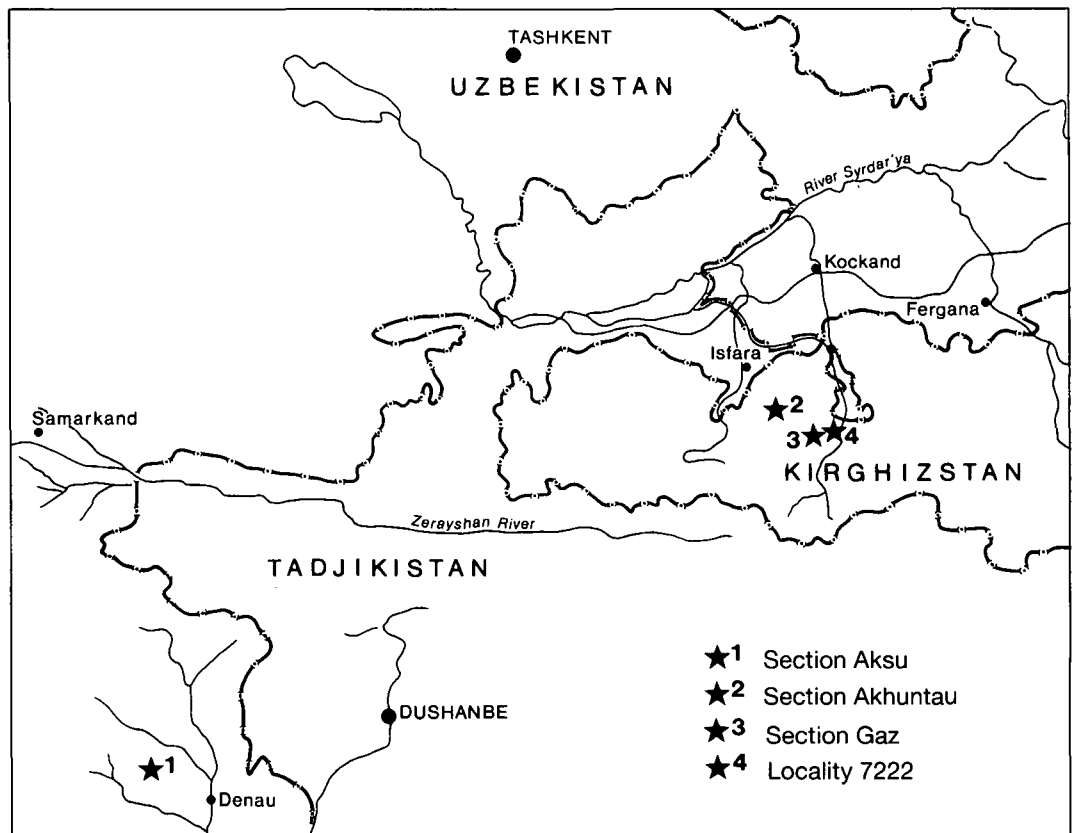 TASHKENT
UZBEKISTAN
River Syrdar'ya
Kockand
Fergana
Isfara
2
Samarkand
3
4
KIRGHIZSTAN
Zerayshan River
TADJIKISTAN
1 Section Aksu
2 Section Akhuntau
DUSHANBE
3 Section Gaz
1
4 Locality 7222
Denau